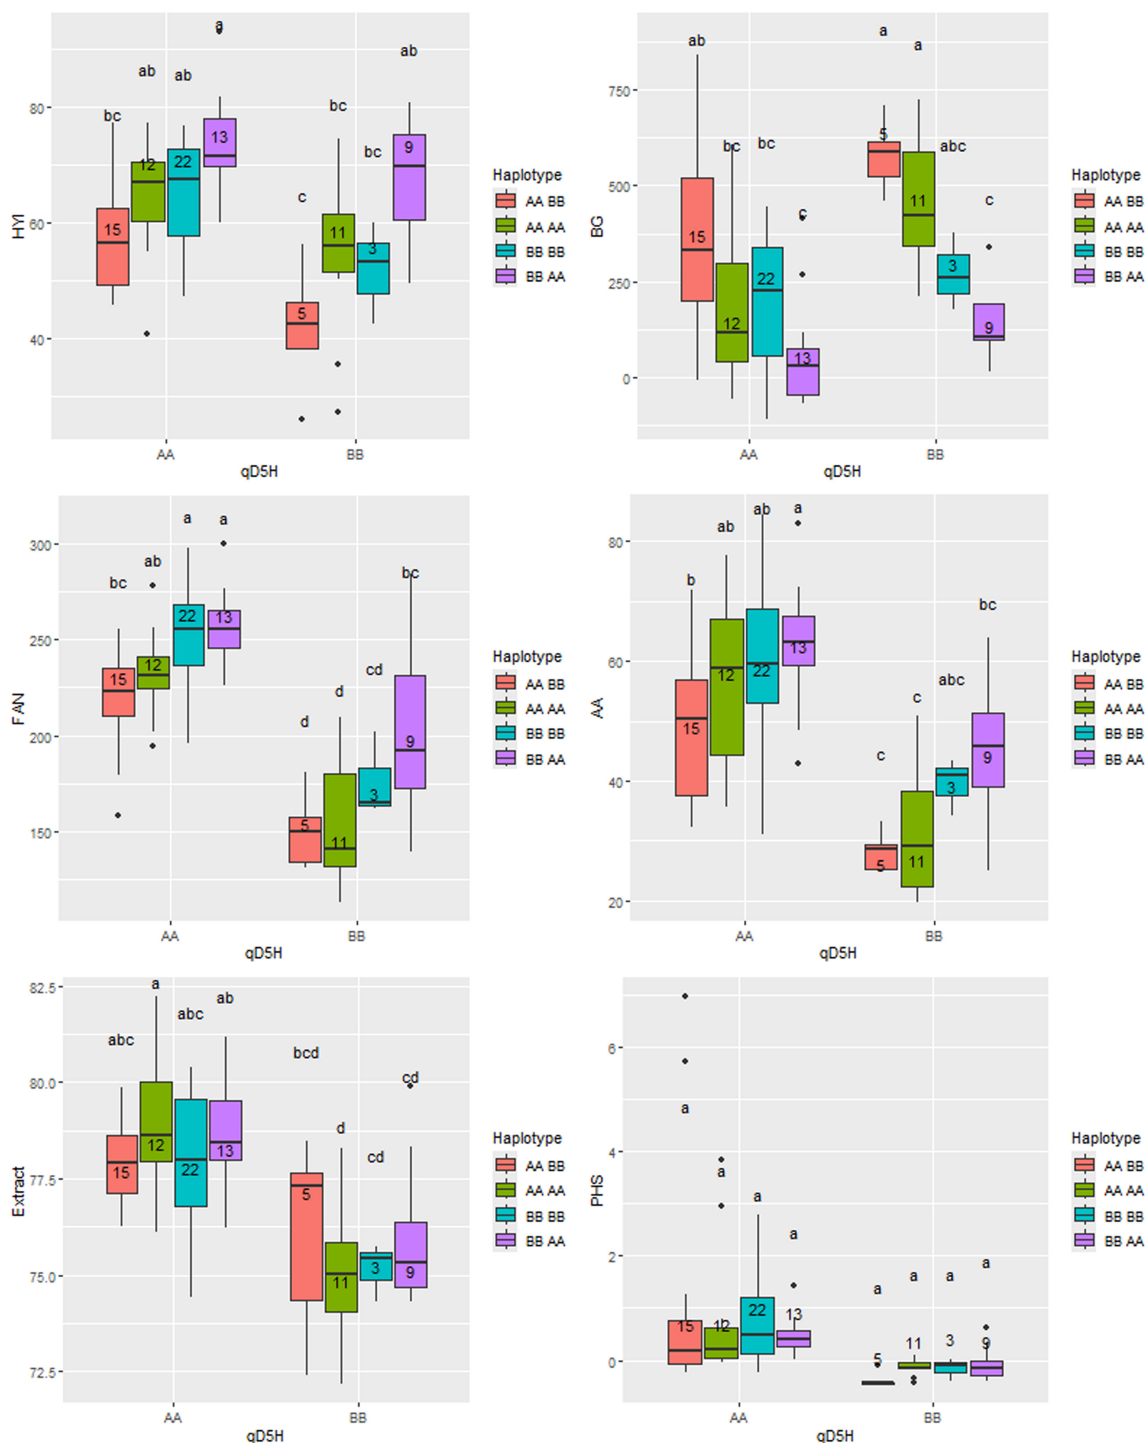 HYI
80
60
40
bc
ab
ab
a
c
bc
bc
ab
15
12
22
13
5
11
3
9
AA
BB
qD5H
Haplotype
AA BB
AA AA
BB BB
BB AA
BG
750
500
250
0
ab
bc
bc
c
a
a
abc
c
15
12
22
13
5
11
3
9
AA
BB
qD5H
Haplotype
AA BB
AA AA
BB BB
BB AA
FAN
300
250
200
150
bc
ab
a
a
d
d
cd
bc
15
12
22
13
5
11
3
9
AA
BB
qD5H
Haplotype
AA BB
AA AA
BB BB
BB AA
AA
80
60
40
20
b
ab
ab
a
c
c
abc
bc
15
12
22
13
5
11
3
9
AA
BB
qD5H
Haplotype
AA BB
AA AA
BB BB
BB AA
Extract
82.5
80.0
77.5
75.0
72.5
abc
a
abc
ab
bcd
d
cd
cd
15
12
22
13
5
11
3
9
AA
BB
qD5H
Haplotype
AA BB
AA AA
BB BB
BB AA
PHS
6
4
2
0
a
a
a
a
a
a
a
a
15
12
22
13
5
11
3
9
AA
BB
qD5H
Haplotype
AA BB
AA AA
BB BB
BB AA